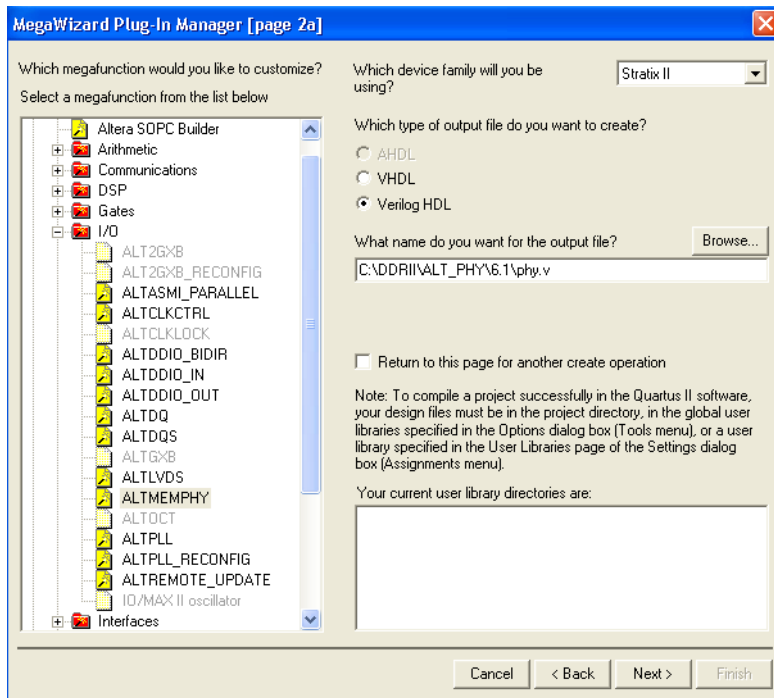 MegaWizard Plug-In Manager [page 2a]
Which megafunction would you like to customize?
Select a megafunction from the list below
Altera SOPC Builder
Arithmetic
Communications
DSP
Gates
I/O
ALT2GXB
ALT2GXB_RECONFIG
ALTASMI_PARALLEL
ALTCLKCTRL
ALTCLKLOCK
ALTDDIO_BIDIR
ALTDDIO_IN
ALTDDIO_OUT
ALTDQ
ALTDQS
ALTGXB
ALTLVDS
ALTMEMPHY
ALTOCT
ALTPLL
ALTPLL_RECONFIG
ALTREMOTE_UPDATE
IO/MAX II oscillator
Interfaces
Which device family will you be
using?
Stratix II
Which type of output file do you want to create?
AHDL
VHDL
Verilog HDL
What name do you want for the output file?
Browse...
C:\DDRII\ALT_PHY\6.1\phy.v
Return to this page for another create operation
Note: To compile a project successfully in the Quartus II software,
your design files must be in the project directory, in the global user
libraries specified in the Options dialog box (Tools menu), or a user
library specified in the User Libraries page of the Settings dialog
box (Assignments menu).
Your current user library directories are:
Cancel
< Back
Next >
Finish